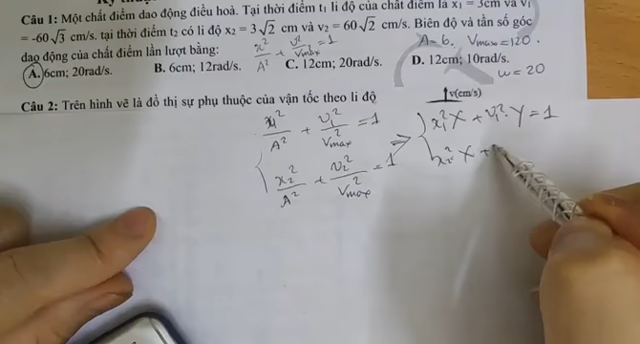 Câu 1: Một chất điểm dao động điều hoà. Tại thời điểm t₁ li độ của chất điểm là x₁ = 3cm và v₁
= -60√3 cm/s. tại thời điểm t₂ có li độ x₂ = 3√2 cm và v₂ = 60√2 cm/s. Biên độ và tần số góc
dao động của chất điểm lần lượt bằng:
x²/A² + v²/vmax² = 1
A = 6. Vmax = 120.
A. 6cm; 20rad/s. B. 6cm; 12rad/s. C. 12cm; 20rad/s. D. 12cm; 10rad/s.
ω = 20
Câu 2: Trên hình vẽ là đồ thị sự phụ thuộc của vận tốc theo li độ
v(cm/s)
x₁²/A² + v₁²/Vmax² = 1
x₂²/A² + v₂²/Vmax² = 1
=> x₁²X + v₁²Y = 1
x₂²X +